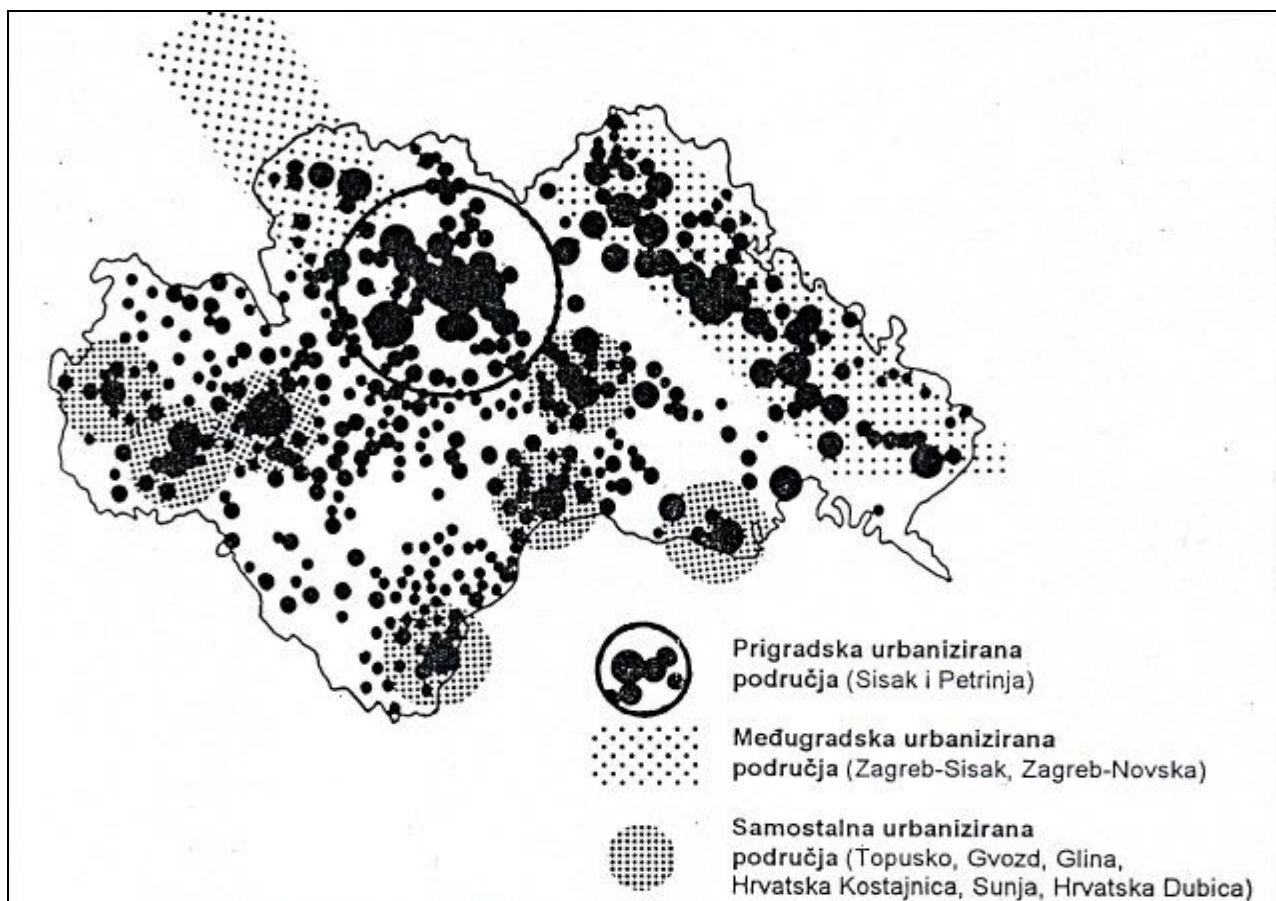 Prigradska urbanizirana
područja (Sisak i Petrinja)
Međugradska urbanizirana
područja (Zagreb-Sisak, Zagreb-Novska)
Samostalna urbanizirana
područja (Topusko, Gvozd, Glina,
Hrvatska Kostajnica, Sunja, Hrvatska Dubica)